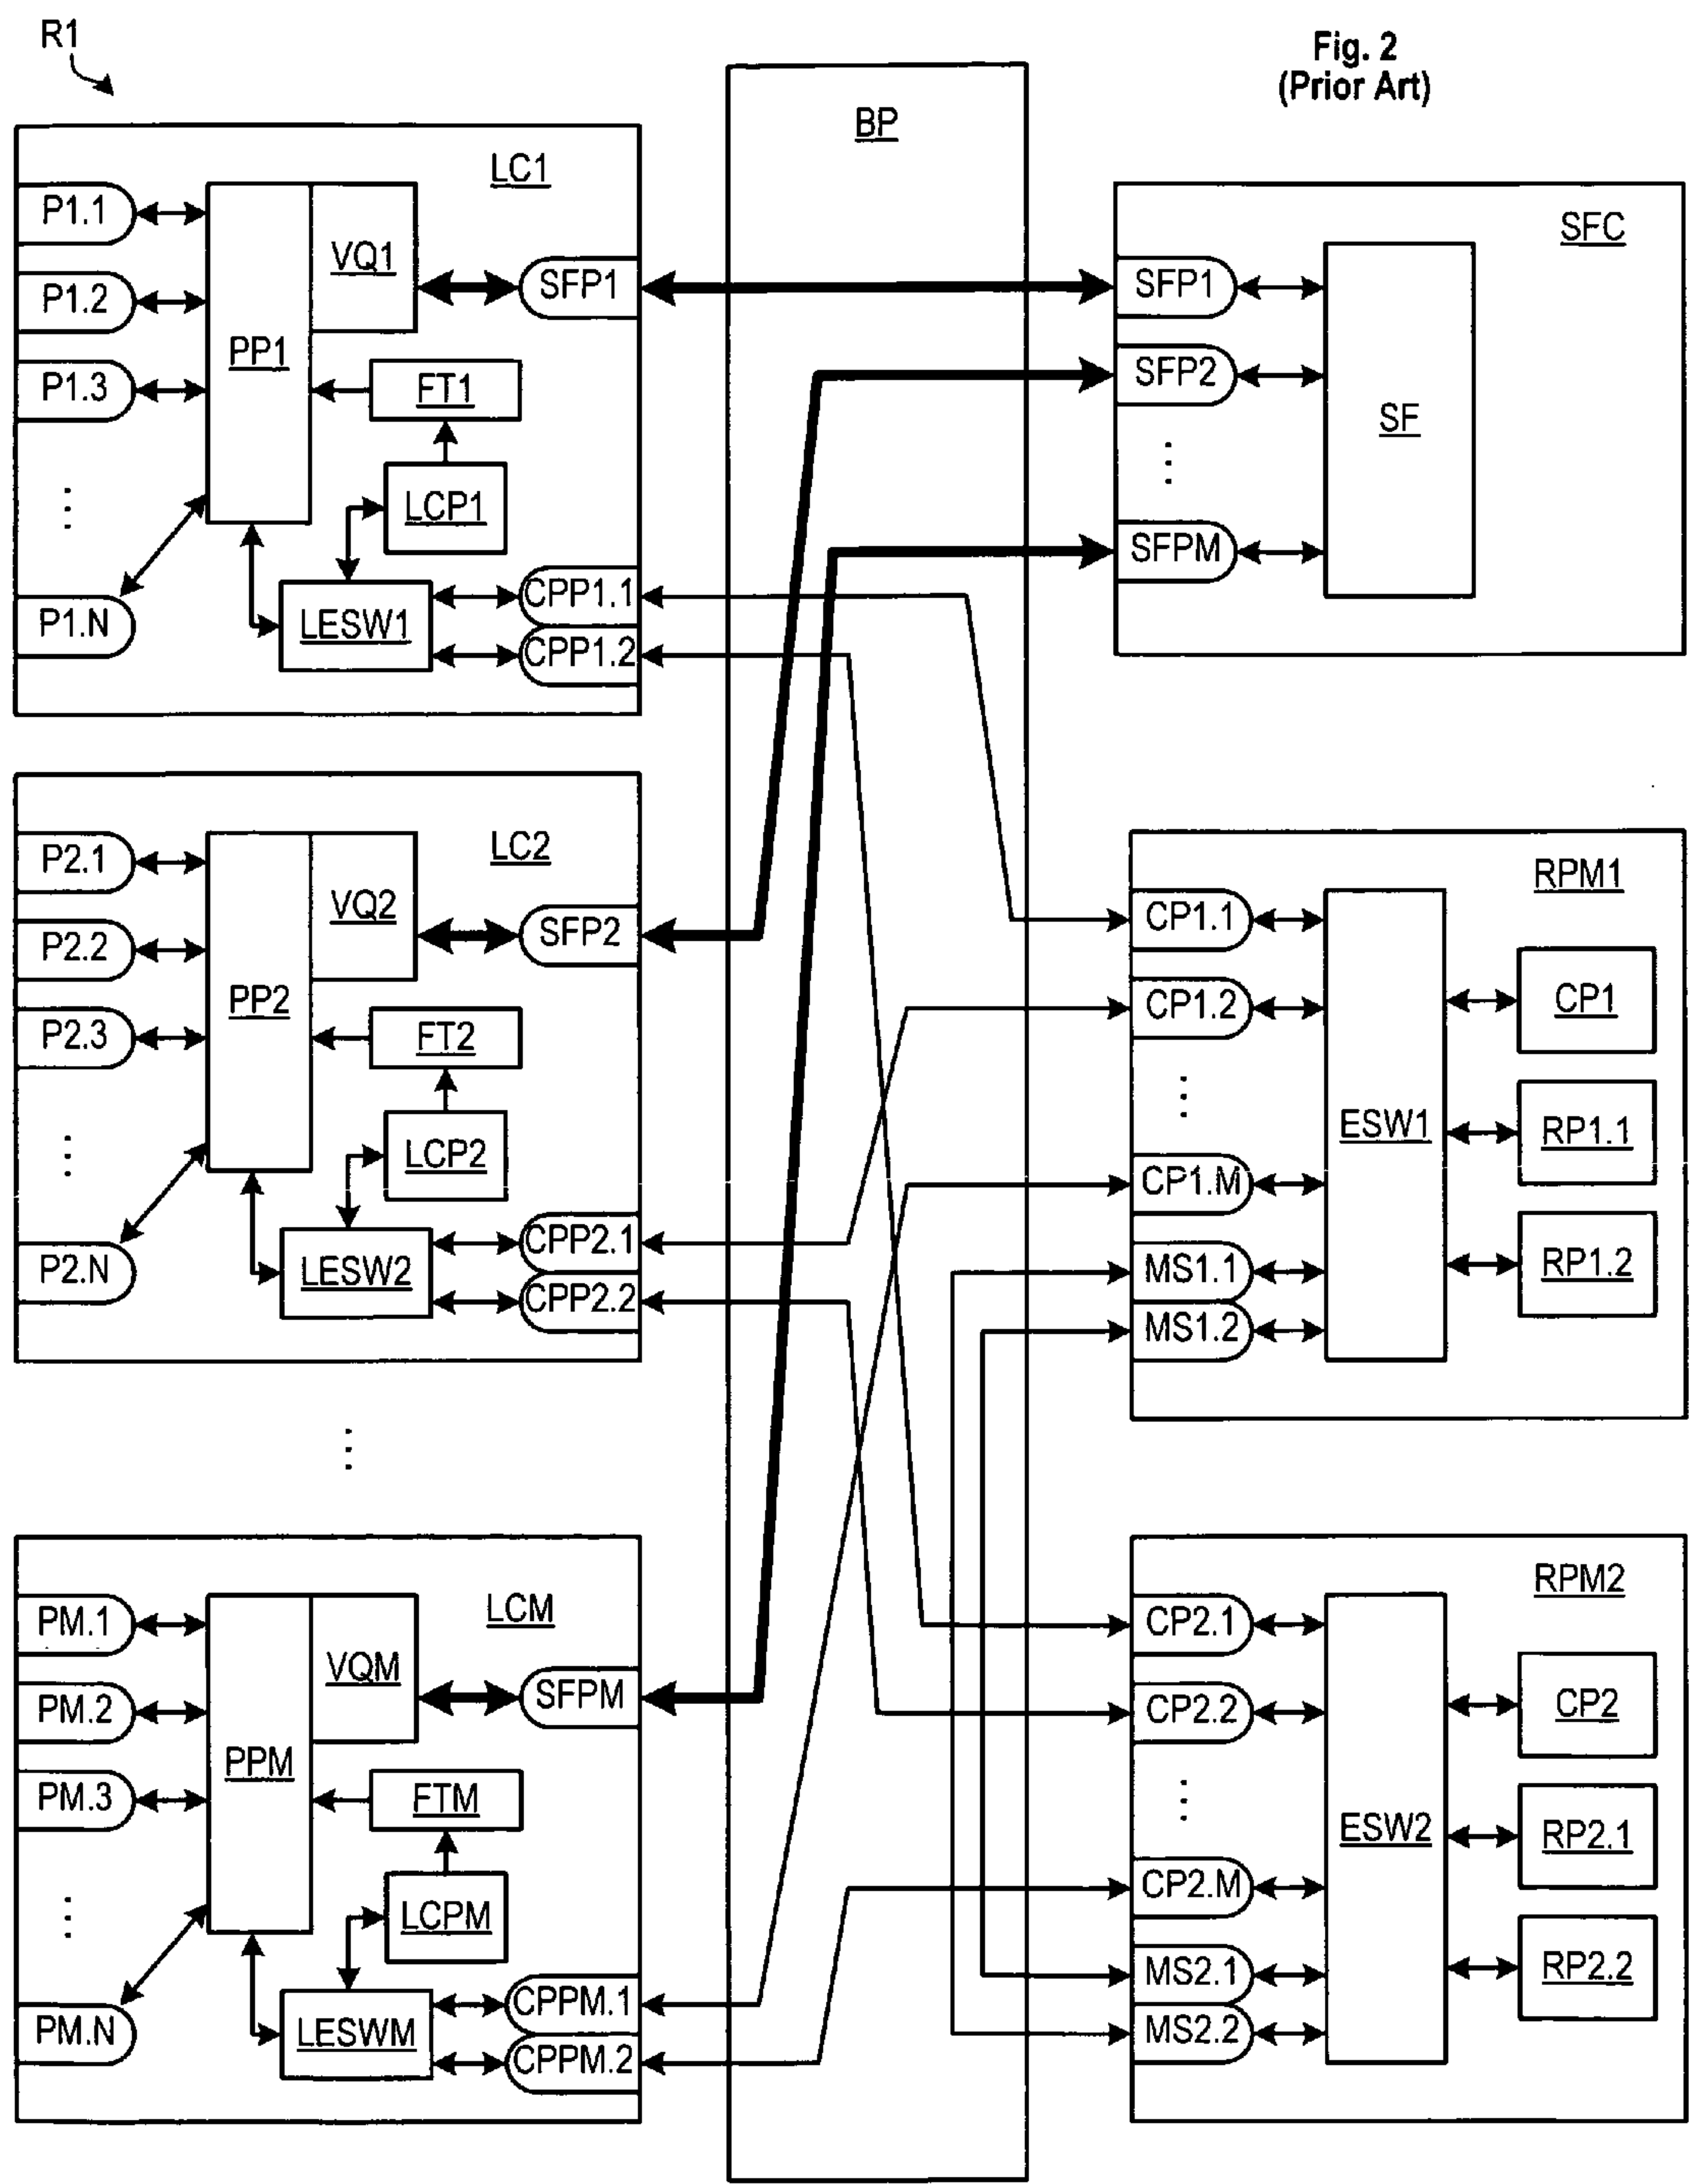 R1
Fig. 2
(Prior Art)
BP
LC1
P1.1
P1.2
P1.3
⋮
P1.N
PP1
VQ1
SFP1
FT1
LCP1
LESW1
CPP1.1
CPP1.2
SFC
SFP1
SFP2
⋮
SFPM
SF
LC2
P2.1
P2.2
P2.3
⋮
P2.N
PP2
VQ2
SFP2
FT2
LCP2
LESW2
CPP2.1
CPP2.2
RPM1
CP1.1
CP1.2
⋮
CP1.M
MS1.1
MS1.2
ESW1
CP1
RP1.1
RP1.2
⋮
LCM
PM.1
PM.2
PM.3
⋮
PM.N
PPM
VQM
SFPM
FTM
LCPM
LESWM
CPPM.1
CPPM.2
RPM2
CP2.1
CP2.2
⋮
CP2.M
MS2.1
MS2.2
ESW2
CP2
RP2.1
RP2.2